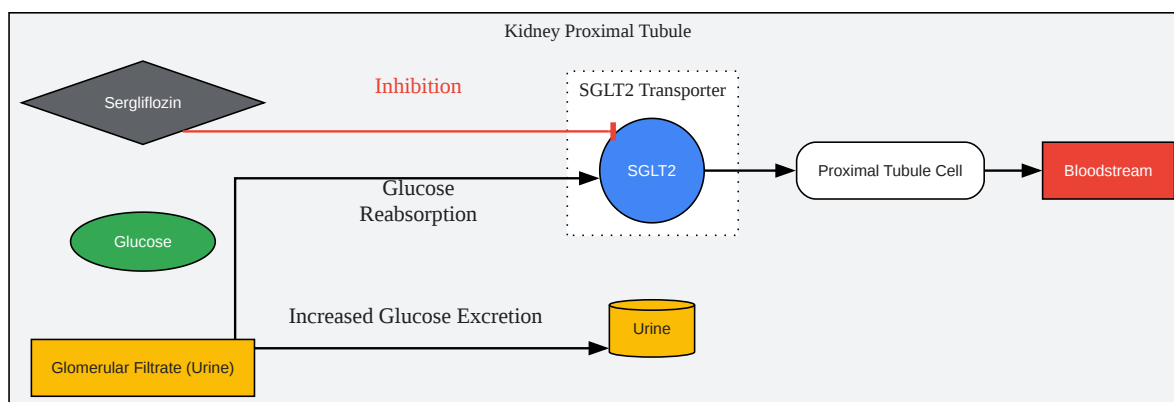 Kidney Proximal Tubule
Sergliflozin
Inhibition
SGLT2 Transporter
SGLT2
Proximal Tubule Cell
Bloodstream
Glucose
Reabsorption
Glucose
Increased Glucose Excretion
Urine
Glomerular Filtrate (Urine)